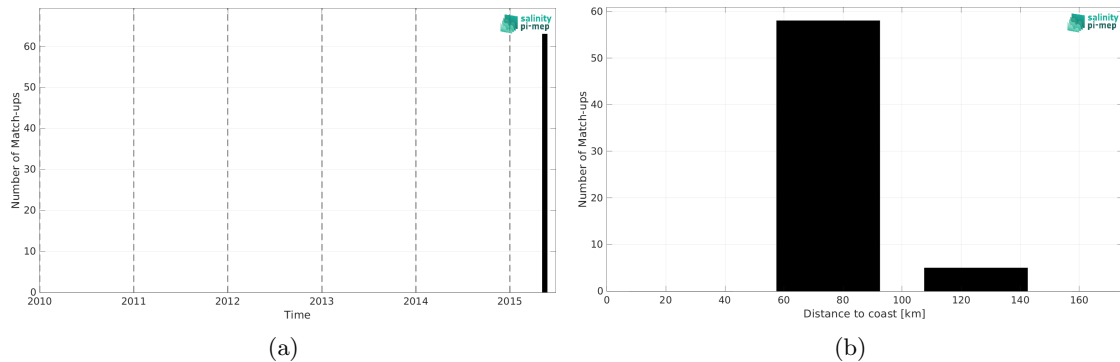 salinity
pi-mep
70
60
50
40
30
20
10
0
Number of Match-ups
2010 2011 2012 2013 2014 2015
Time
(a)
salinity
pi-mep
60
50
40
30
20
10
0
Number of Match-ups
0 20 40 60 80 100 120 140 160
Distance to coast [km]
(b)